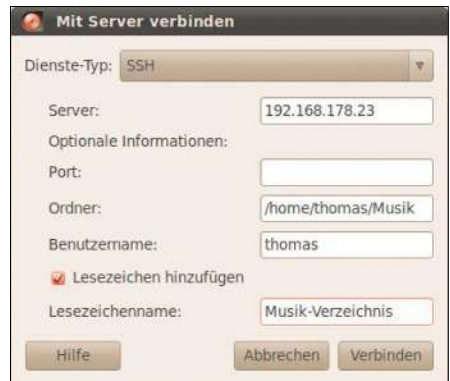 Mit Server verbinden
Dienste-Typ: SSH
Server: 192.168.178.23
Optionale Informationen:
Port:
Ordner: /home/thomas/Musik
Benutzername: thomas
Lesezeichen hinzufügen
Lesezeichenname: Musik-Verzeichnis
Hilfe Abbrechen Verbinden